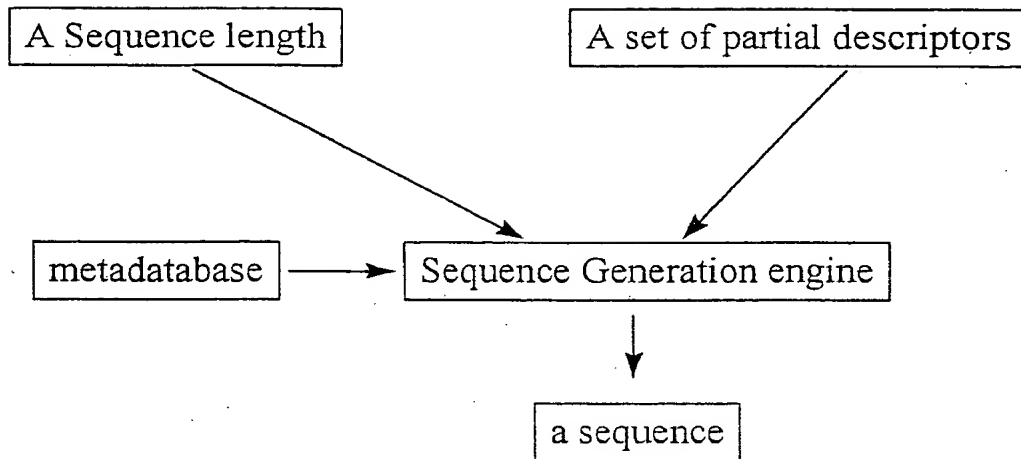 A Sequence length
A set of partial descriptors
metadatabase
Sequence Generation engine
a sequence